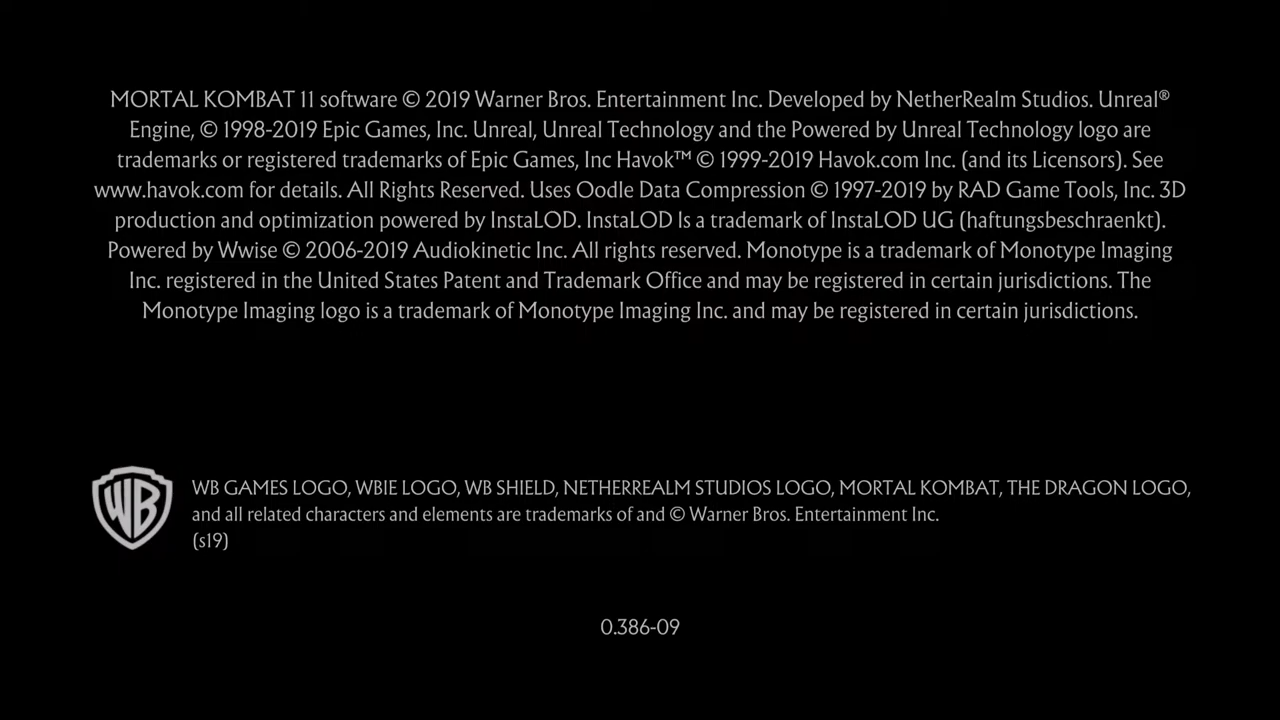 MORTAL KOMBAT 11 software © 2019 Warner Bros. Entertainment Inc. Developed by NetherRealm Studios. Unreal®
Engine, © 1998-2019 Epic Games, Inc. Unreal, Unreal Technology and the Powered by Unreal Technology logo are
trademarks or registered trademarks of Epic Games, Inc Havok™ © 1999-2019 Havok.com Inc. (and its Licensors). See
www.havok.com for details. All Rights Reserved. Uses Oodle Data Compression © 1997-2019 by RAD Game Tools, Inc. 3D
production and optimization powered by InstaLOD. InstaLOD Is a trademark of InstaLOD UG (haftungsbeschraenkt).
Powered by Wwise © 2006-2019 Audiokinetic Inc. All rights reserved. Monotype is a trademark of Monotype Imaging
Inc. registered in the United States Patent and Trademark Office and may be registered in certain jurisdictions. The
Monotype Imaging logo is a trademark of Monotype Imaging Inc. and may be registered in certain jurisdictions.
WB
WB GAMES LOGO, WBIE LOGO, WB SHIELD, NETHERREALM STUDIOS LOGO, MORTAL KOMBAT, THE DRAGON LOGO,
and all related characters and elements are trademarks of and © Warner Bros. Entertainment Inc.
(s19)
0.386-09